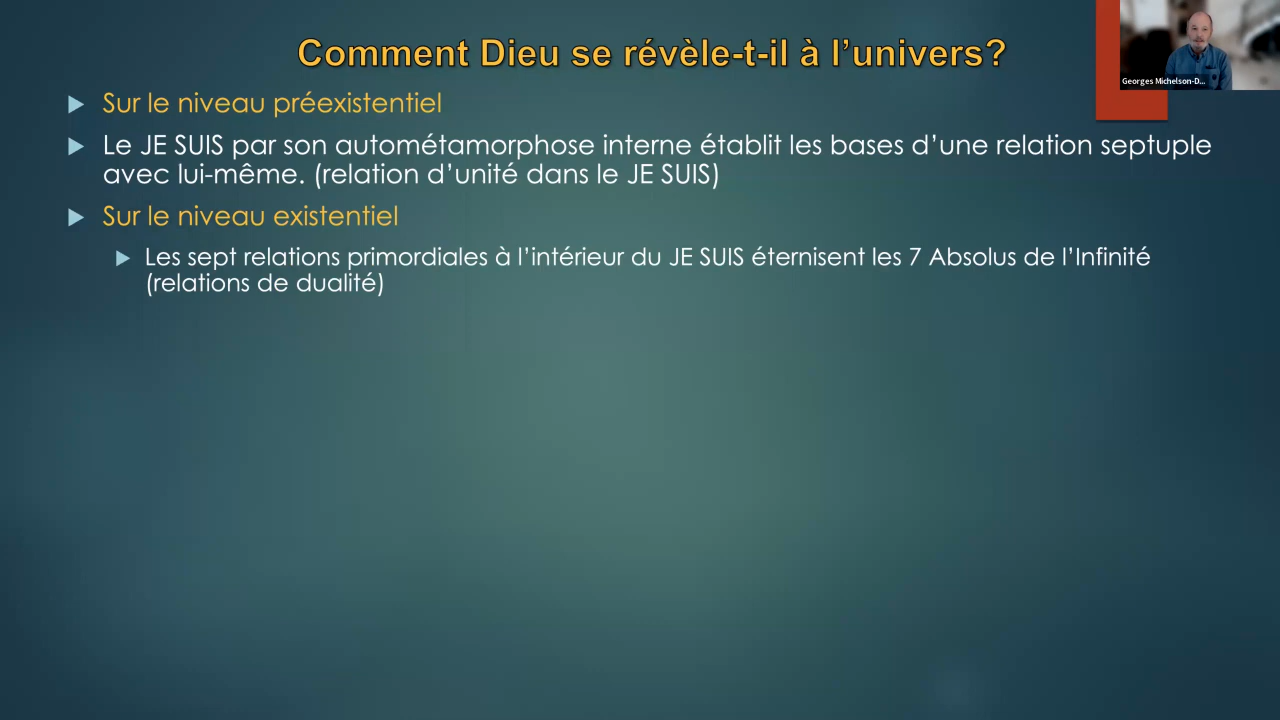 Comment Dieu se révèle-t-il à l’univers?
Georges Michelson-D...
Sur le niveau préexistentiel
Le JE SUIS par son autométamorphose interne établit les bases d’une relation septuple
avec lui-même. (relation d’unité dans le JE SUIS)
Sur le niveau existentiel
Les sept relations primordiales à l’intérieur du JE SUIS éternisent les 7 Absolus de l’Infinité
(relations de dualité)